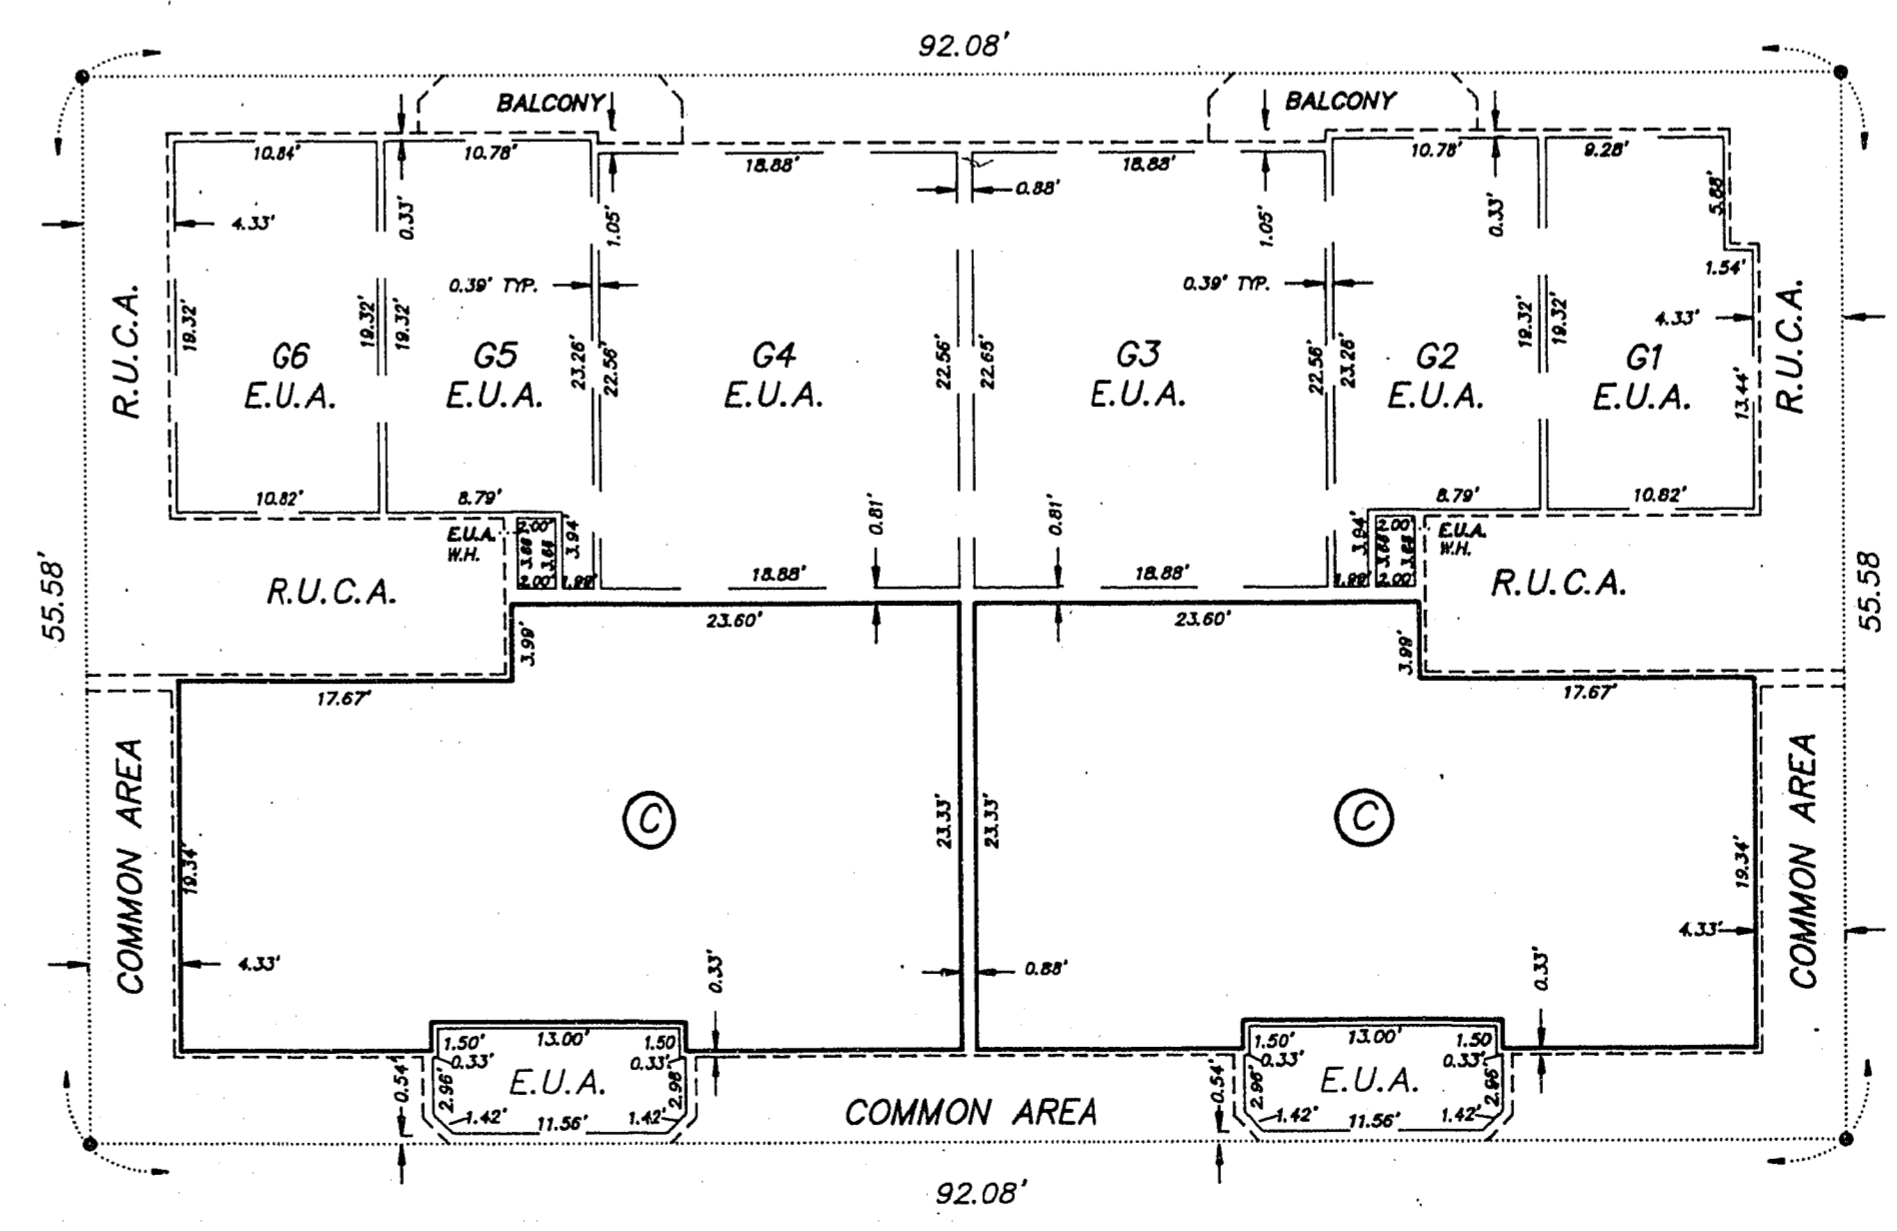 92.08'
BALCONY
BALCONY
10.84'
10.78'
18.88'
18.88'
10.78'
9.28'
4.33'
0.33'
1.05'
0.88'
1.05'
0.33'
5.88'
0.39' TYP.
0.39' TYP.
1.54'
R.U.C.A.
19.32'
19.32'
19.32'
23.26'
22.56'
22.56'
22.65'
22.56'
23.26'
19.32'
19.32'
4.33'
13.44'
R.U.C.A.
G6
E.U.A.
G5
E.U.A.
G4
E.U.A.
G3
E.U.A.
G2
E.U.A.
G1
E.U.A.
10.82'
8.79'
8.79'
10.82'
E.U.A.
W.H.
2.00'
3.94'
0.81'
0.81'
3.94'
2.00'
E.U.A.
W.H.
2.00'
1.99'
18.88'
18.88'
1.99'
2.00'
55.58'
R.U.C.A.
R.U.C.A.
55.58
23.60'
23.60'
3.99'
3.99'
17.67'
17.67'
COMMON AREA
19.34'
C
23.33'
23.33'
C
19.34'
COMMON AREA
4.33'
0.33'
0.88'
4.33'
0.33'
1.50'
13.00'
1.50
1.50'
13.00'
1.50
0.33'
0.33'
0.33'
0.33'
0.54'
2.96'
E.U.A.
2.96'
0.54'
2.96'
E.U.A.
2.96'
1.42'
11.56'
1.42'
COMMON AREA
1.42'
11.56'
1.42'
92.08'